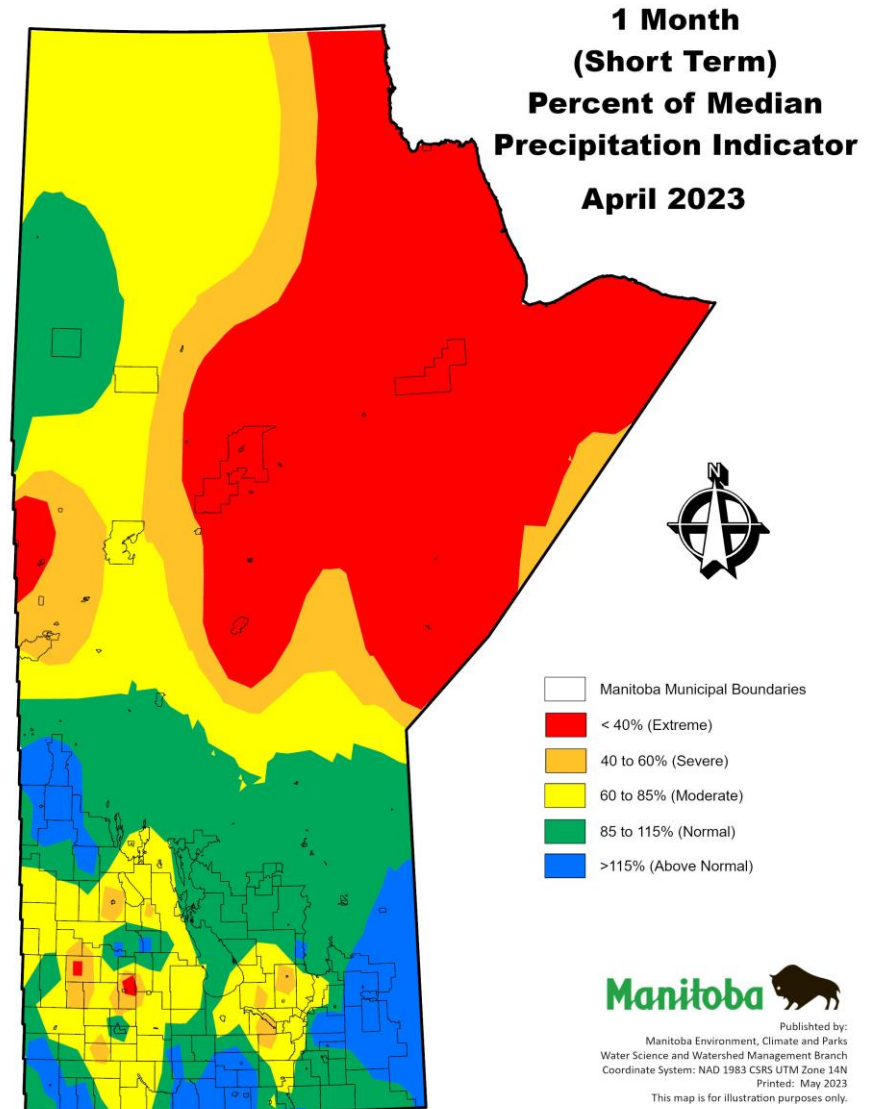 1 Month
(Short Term)
Percent of Median
Precipitation Indicator
April 2023
N
Manitoba Municipal Boundaries
< 40% (Extreme)
40 to 60% (Severe)
60 to 85% (Moderate)
85 to 115% (Normal)
>115% (Above Normal)
Manitoba
Publishted by:
Manitoba Environment, Climate and Parks
Water Science and Watershed Management Branch
Coordinate System: NAD 1983 CSRS UTM Zone 14N
Printed: May 2023
This map is for illustration purposes only.